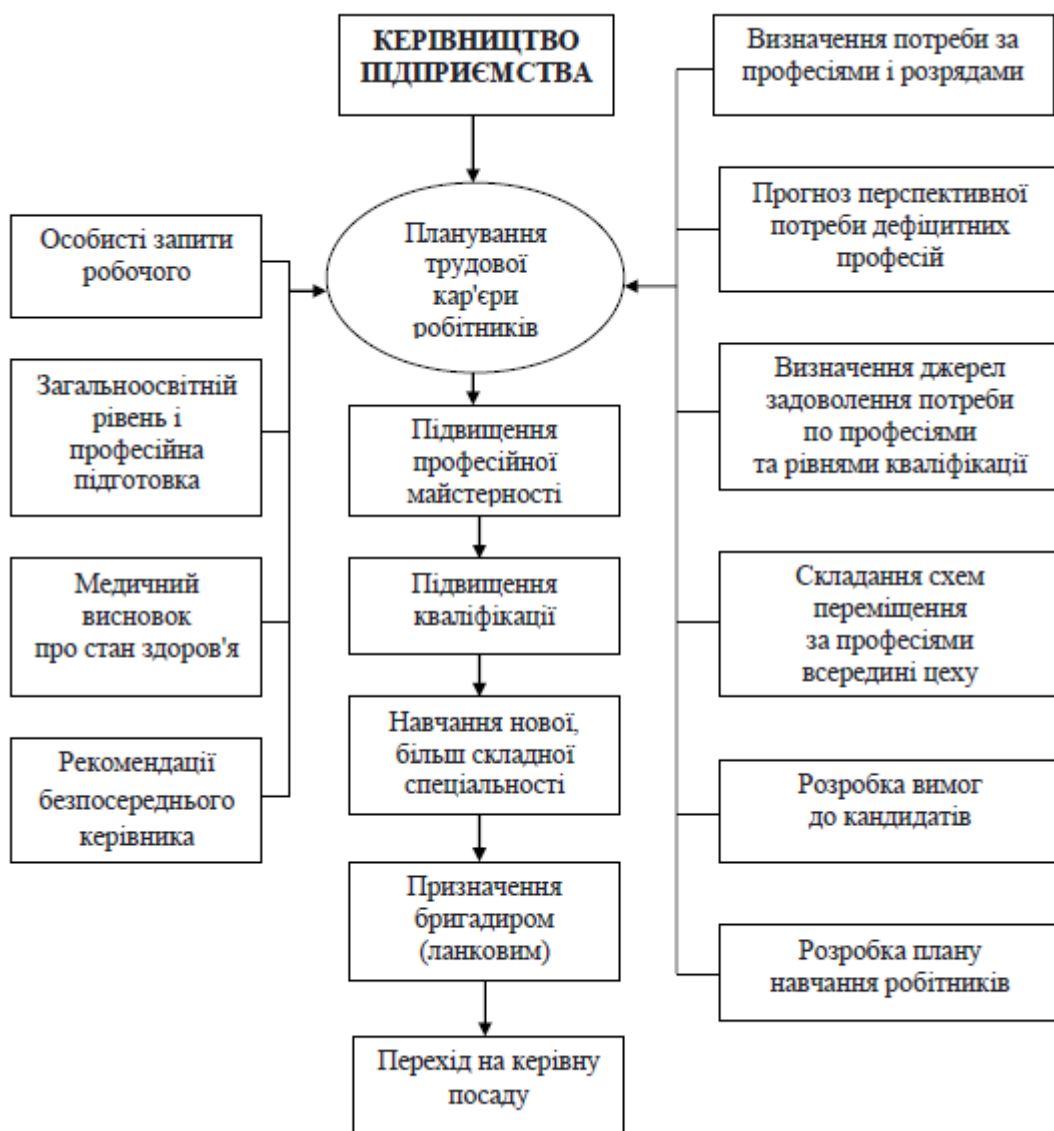 КЕРІВНИЦТВО
ПІДПРИЄМСТВА
Планування
трудової
кар'єри
робітників
Підвищення
професійної
майстерності
Підвищення
кваліфікації
Навчання нової,
більш складної
спеціальності
Призначення
бригадиром
(ланковим)
Перехід на керівну
посаду
Особисті запити
робочого
Загальноосвітній
рівень і
професійна
підготовка
Медичний
висновок
про стан здоров'я
Рекомендації
безпосереднього
керівника
Визначення потреби за
професіями і розрядами
Прогноз перспективної
потреби дефіцитних
професій
Визначення джерел
задоволення потреби
по професіями
та рівнями кваліфікації
Складання схем
переміщення
за професіями
всередині цеху
Розробка вимог
до кандидатів
Розробка плану
навчання робітників